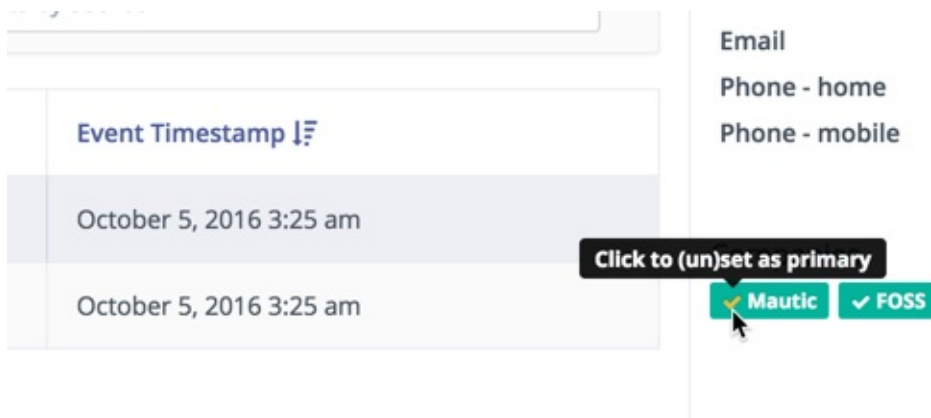 Event Timestamp
October 5, 2016 3:25 am
October 5, 2016 3:25 am
Email
Phone - home
Phone - mobile
Click to (un)set as primary
Mautic
FOSS